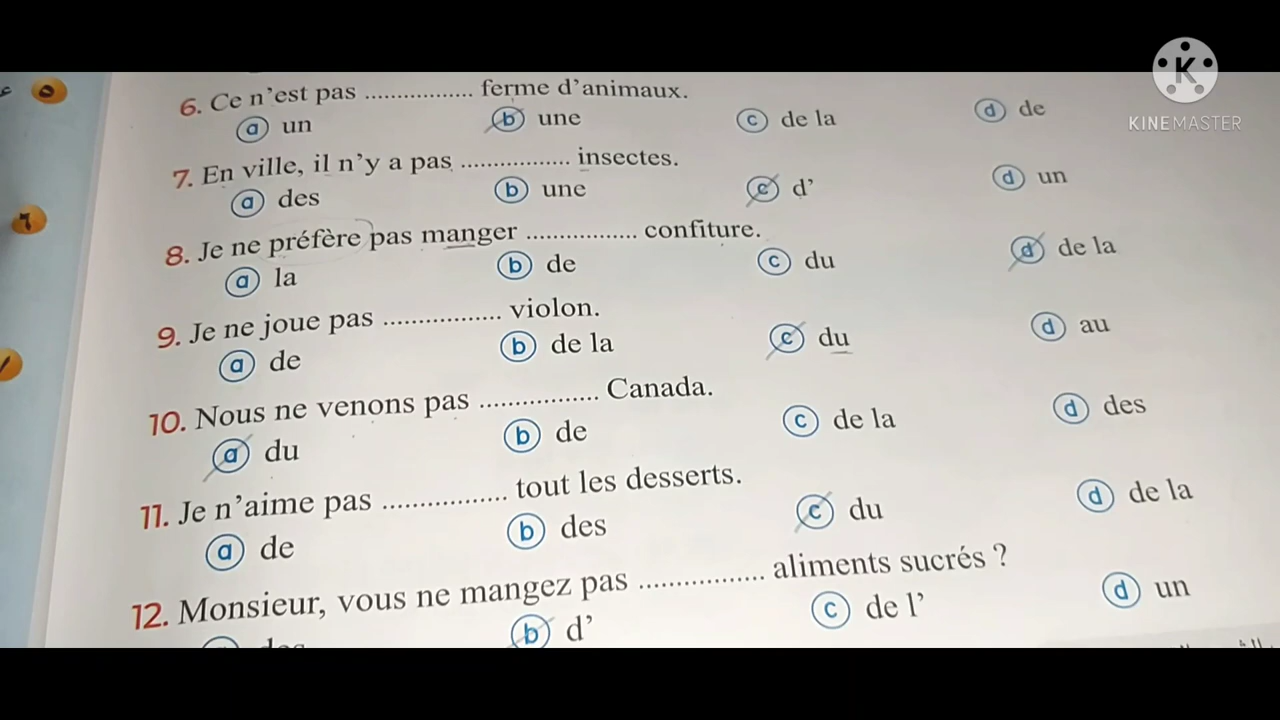 6. Ce n'est pas ................. ferme d'animaux.
a un b une c de la d de
7. En ville, il n'y a pas ................. insectes.
a des b une c d' d un
8. Je ne préfère pas manger ................. confiture.
a la b de c du d de la
9. Je ne joue pas ................. violon.
a de b de la c du d au
10. Nous ne venons pas ................. Canada.
a du b de c de la d des
11. Je n'aime pas ................. tout les desserts.
a de b des c du d de la
12. Monsieur, vous ne mangez pas ................. aliments sucrés ?
b d' c de l' d un
K
KINEMASTER
٥
٦